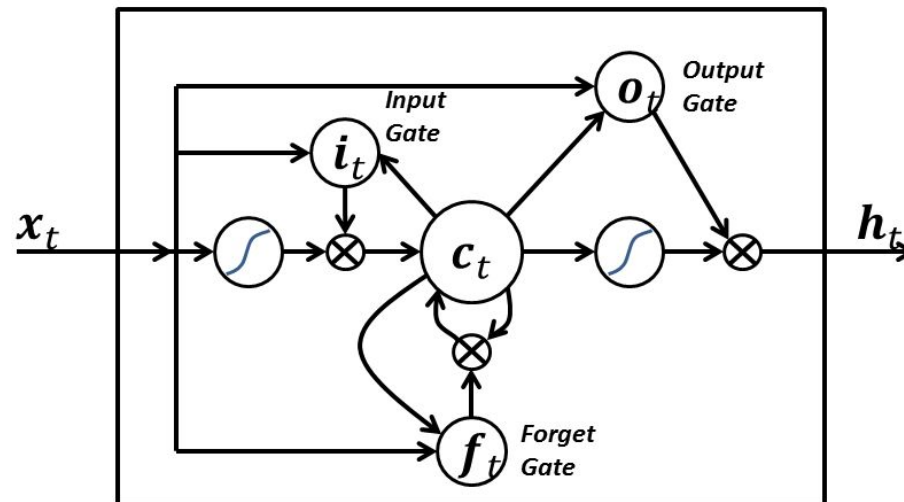 Output
Gate
o_t
Input
Gate
i_t
x_t
c_t
h_t
f_t
Forget
Gate